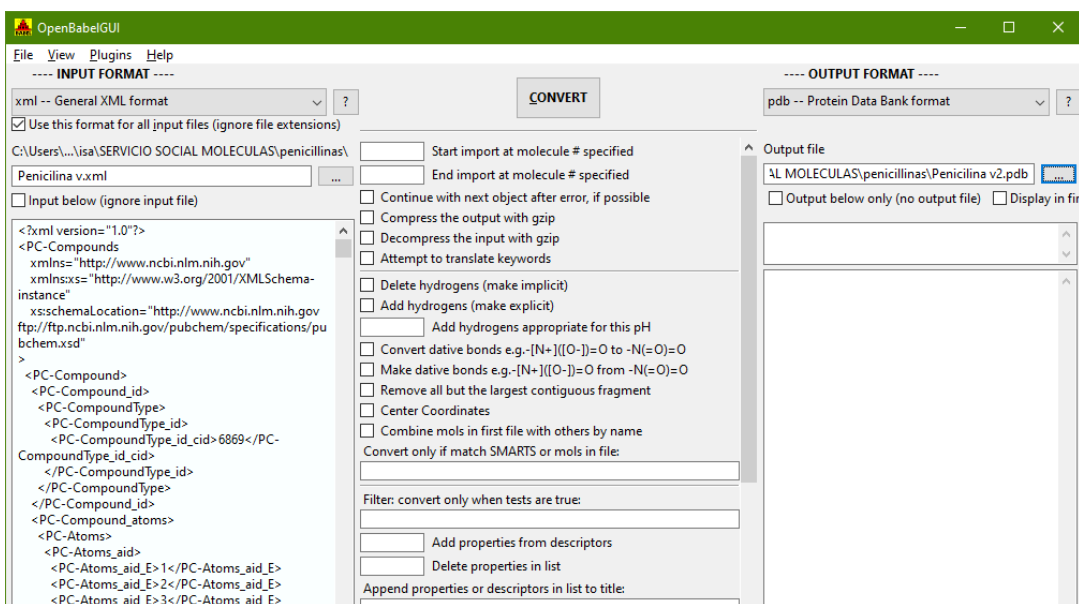 OpenBabelGUI
File View Plugins Help
---- INPUT FORMAT ----
xml -- General XML format
?
Use this format for all input files (ignore file extensions)
C:\Users\...\isa\SERVICIO SOCIAL MOLECULAS\penicillinas\
Penicilina v.xml
...
Input below (ignore input file)
<?xml version="1.0"?>
<PC-Compounds
xmlns="http://www.ncbi.nlm.nih.gov"
xmlns:xs="http://www.w3.org/2001/XMLSchema-
instance"
xs:schemaLocation="http://www.ncbi.nlm.nih.gov
ftp://ftp.ncbi.nlm.nih.gov/pubchem/specifications/pu
bchem.xsd"
>
<PC-Compound>
<PC-Compound_id>
<PC-CompoundType>
<PC-CompoundType_id>
<PC-CompoundType_id_cid>6869</PC-
CompoundType_id_cid>
</PC-CompoundType_id>
</PC-CompoundType>
</PC-Compound_id>
<PC-Compound_atoms>
<PC-Atoms>
<PC-Atoms_aid>
<PC-Atoms_aid_E>1</PC-Atoms_aid_E>
<PC-Atoms_aid_E>2</PC-Atoms_aid_E>
<PC-Atoms_aid_E>3</PC-Atoms_aid_E>
CONVERT
Start import at molecule # specified
End import at molecule # specified
Continue with next object after error, if possible
Compress the output with gzip
Decompress the input with gzip
Attempt to translate keywords
Delete hydrogens (make implicit)
Add hydrogens (make explicit)
Add hydrogens appropriate for this pH
Convert dative bonds e.g.-[N+]([O-])=O to -N(=O)=O
Make dative bonds e.g.-[N+]([O-])=O from -N(=O)=O
Remove all but the largest contiguous fragment
Center Coordinates
Combine mols in first file with others by name
Convert only if match SMARTS or mols in file:
Filter: convert only when tests are true:
Add properties from descriptors
Delete properties in list
Append properties or descriptors in list to title:
---- OUTPUT FORMAT ----
pdb -- Protein Data Bank format
?
Output file
AL MOLECULAS\penicillinas\Penicilina v2.pdb
...
Output below only (no output file) Display in fir